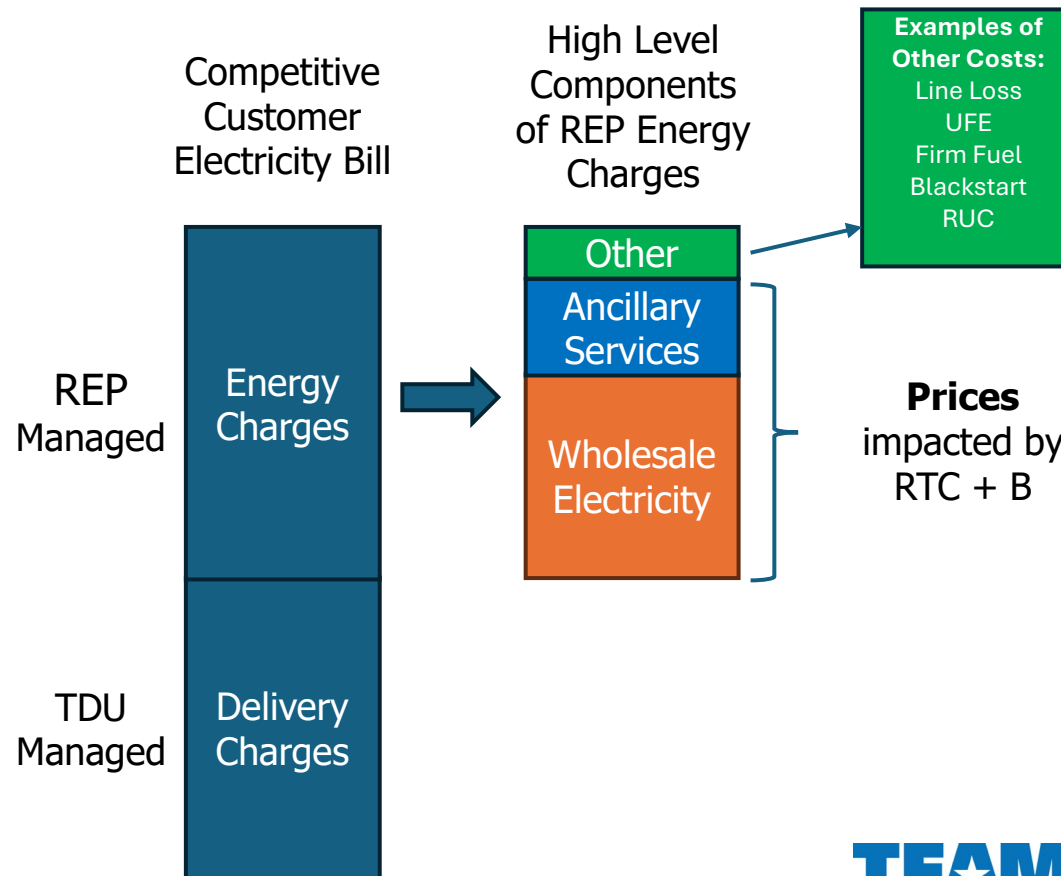 Competitive
Customer
Electricity Bill
High Level
Components
of REP Energy
Charges
Examples of
Other Costs:
Line Loss
UFE
Firm Fuel
Blackstart
RUC
REP
Managed
Energy
Charges
Other
Ancillary
Services
Wholesale
Electricity
Prices
impacted by
RTC + B
TDU
Managed
Delivery
Charges
TEAM